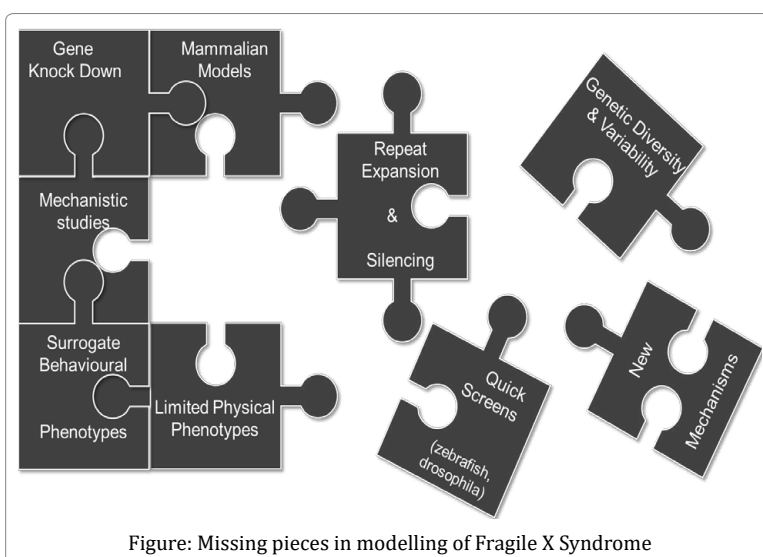 Gene
Knock Down
Mammalian
Models
Genetic Diversity
& Variability
Repeat
Expansion
&
Silencing
Mechanistic
studies
New
Mechanisms
Surrogate
Behavioural
Phenotypes
Limited Physical
Phenotypes
Quick
Screens
(zebrafish,
drosophila)
Figure: Missing pieces in modelling of Fragile X Syndrome